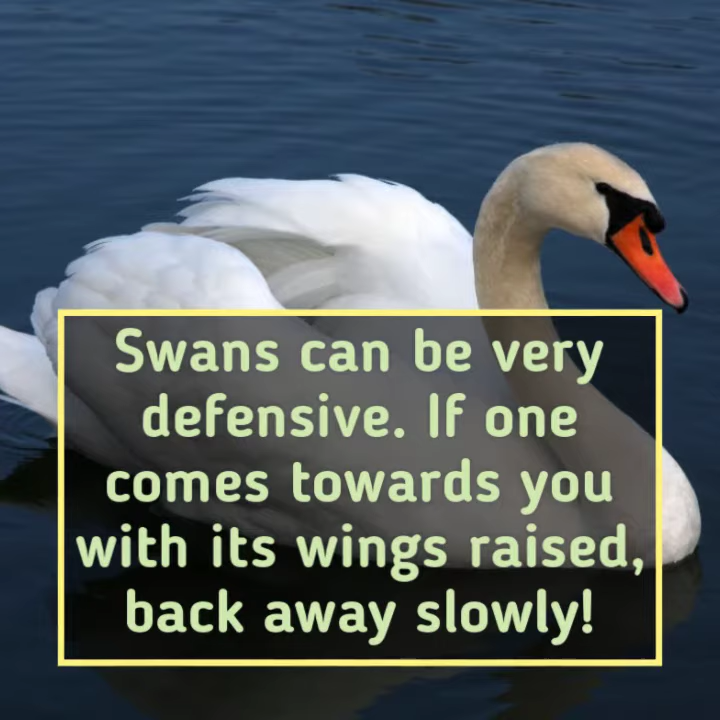 Swans can be very
defensive. If one
comes towards you
with its wings raised,
back away slowly!